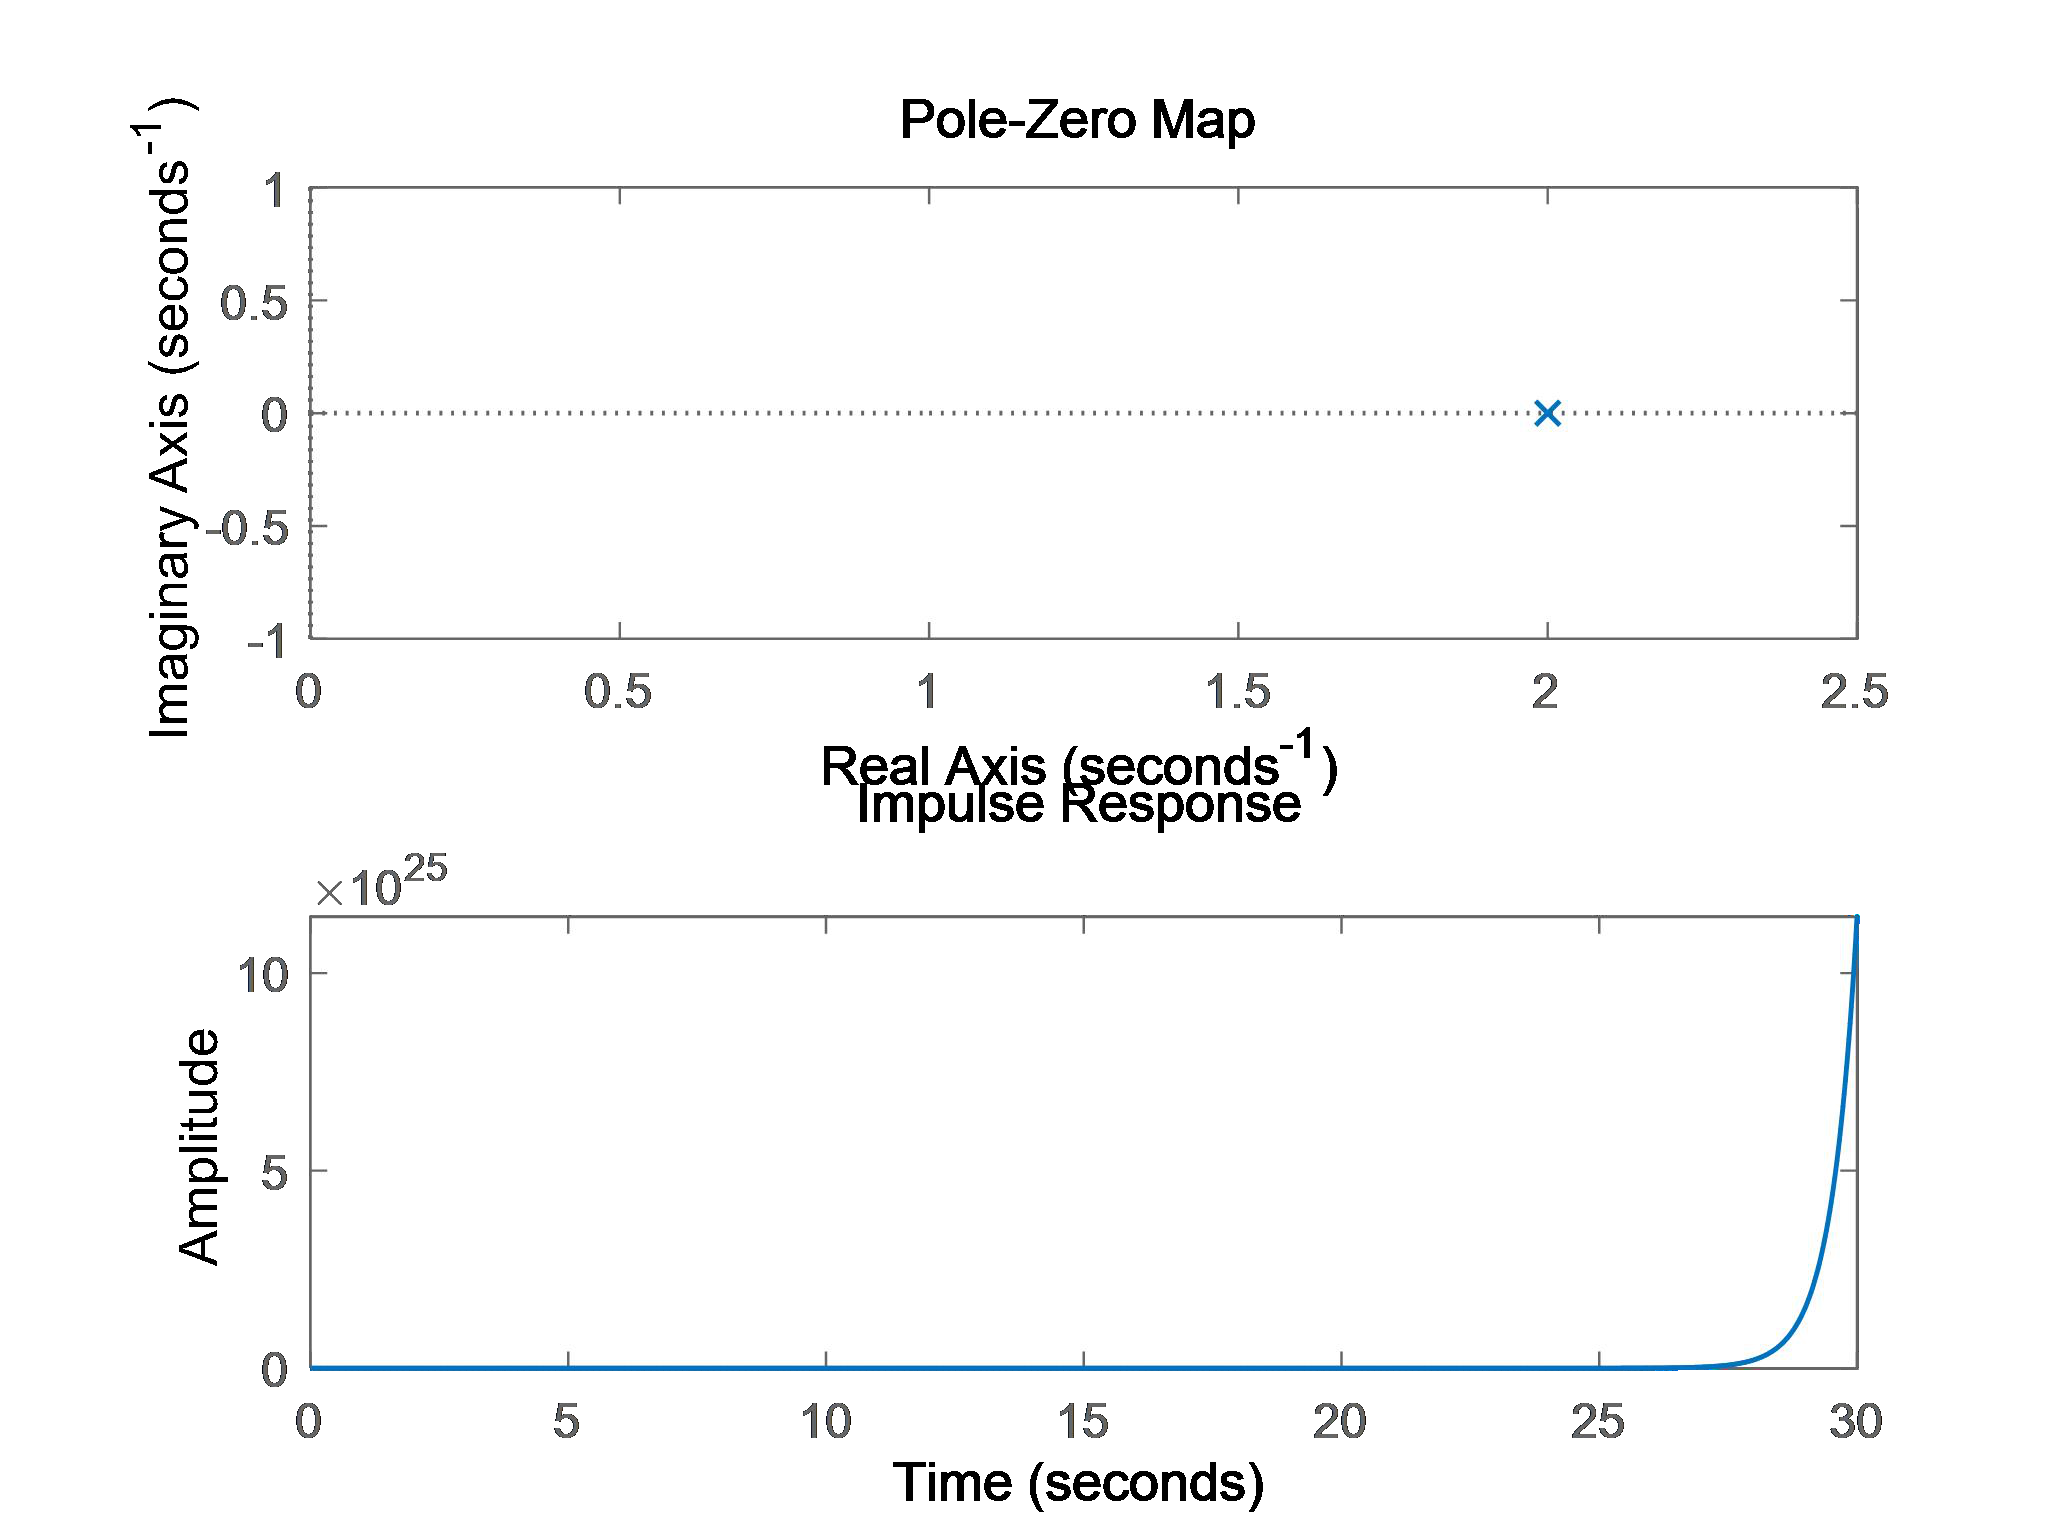 Pole-Zero Map
Imaginary Axis (seconds⁻¹)
1
0.5
0
-0.5
-1
0 0.5 1 1.5 2 2.5
Real Axis (seconds⁻¹)
Impulse Response
×10²⁵
Amplitude
10
5
0
0 5 10 15 20 25 30
Time (seconds)